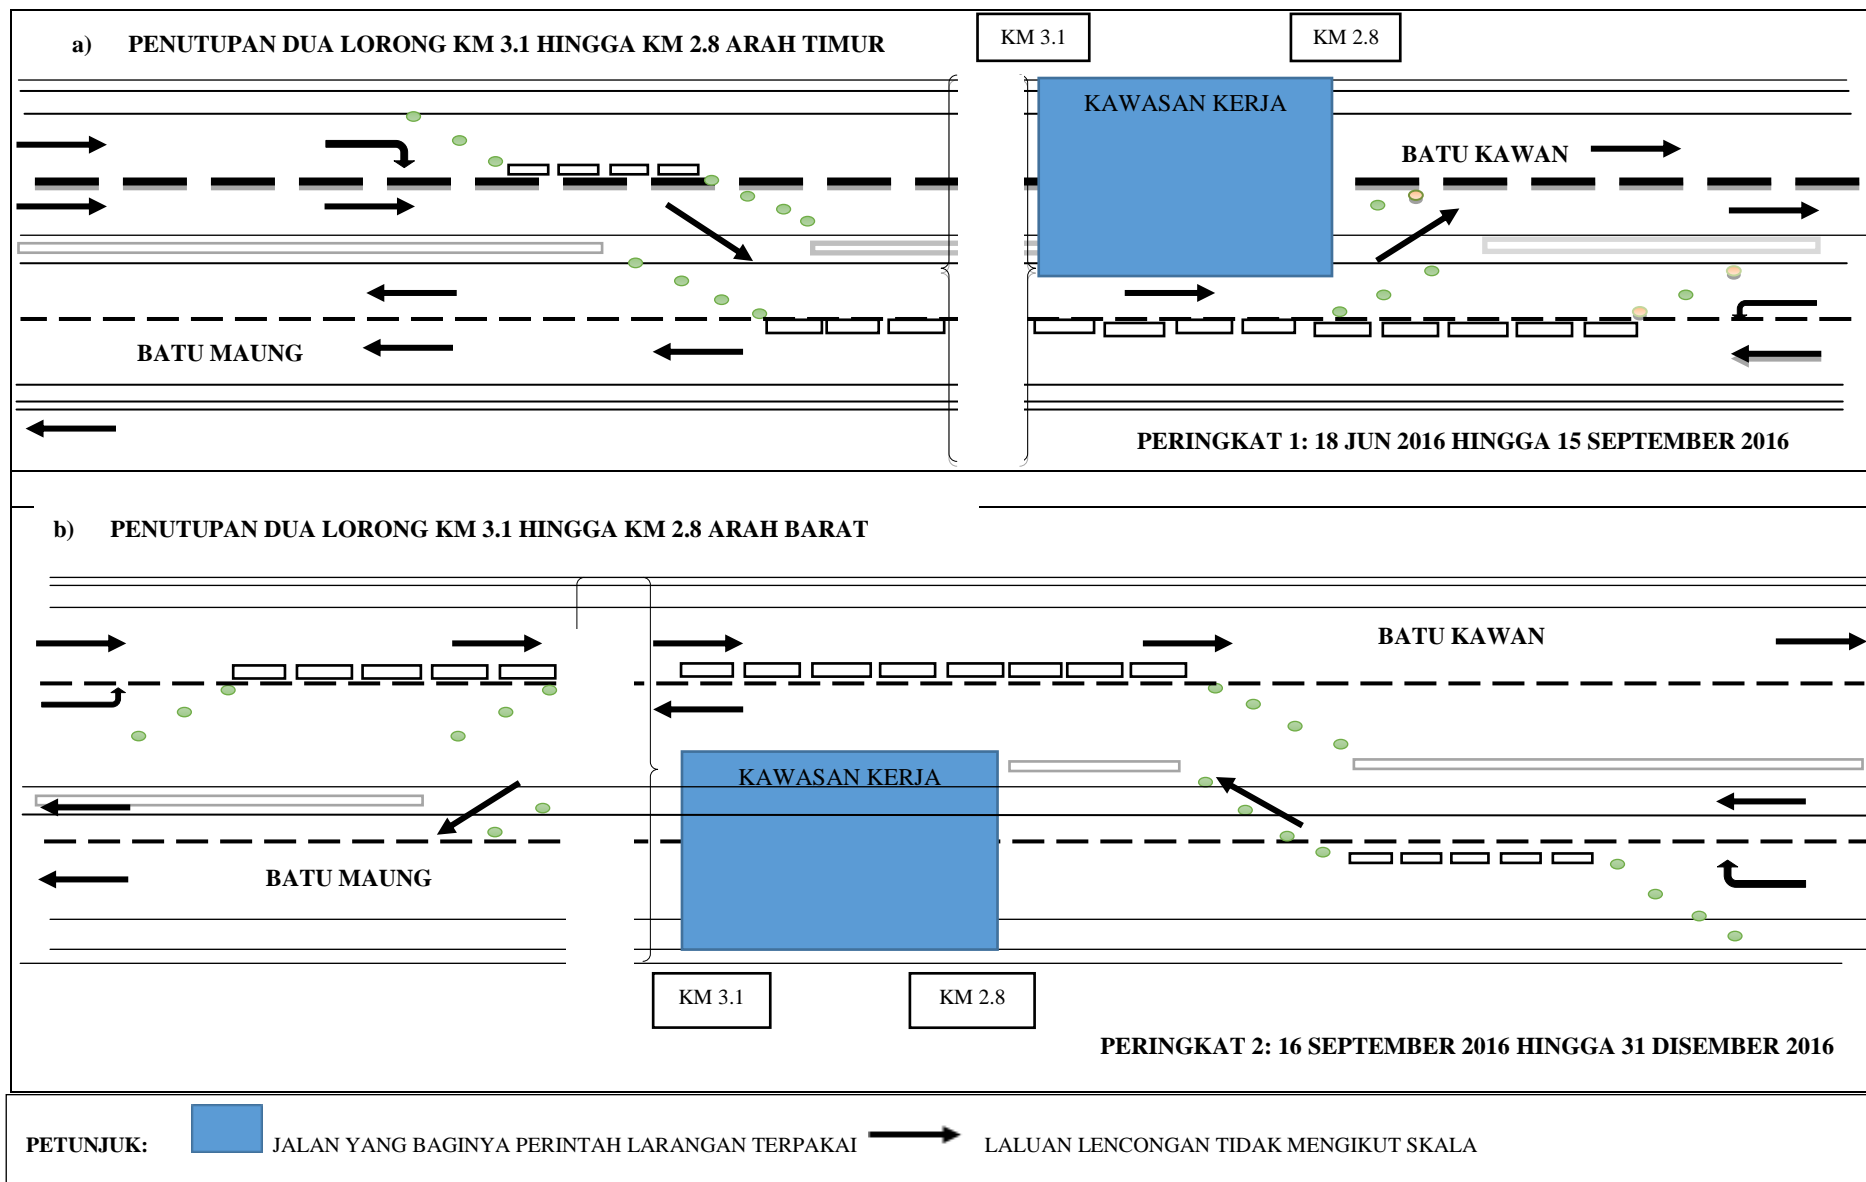 a) PENUTUPAN DUA LORONG KM 3.1 HINGGA KM 2.8 ARAH TIMUR
KM 3.1
KM 2.8
KAWASAN KERJA
BATU KAWAN
BATU MAUNG
PERINGKAT 1: 18 JUN 2016 HINGGA 15 SEPTEMBER 2016
b) PENUTUPAN DUA LORONG KM 3.1 HINGGA KM 2.8 ARAH BARAT
BATU KAWAN
KAWASAN KERJA
BATU MAUNG
KM 3.1
KM 2.8
PERINGKAT 2: 16 SEPTEMBER 2016 HINGGA 31 DISEMBER 2016
PETUNJUK: JALAN YANG BAGINYA PERINTAH LARANGAN TERPAKAI LALUAN LENCONGAN TIDAK MENGIKUT SKALA